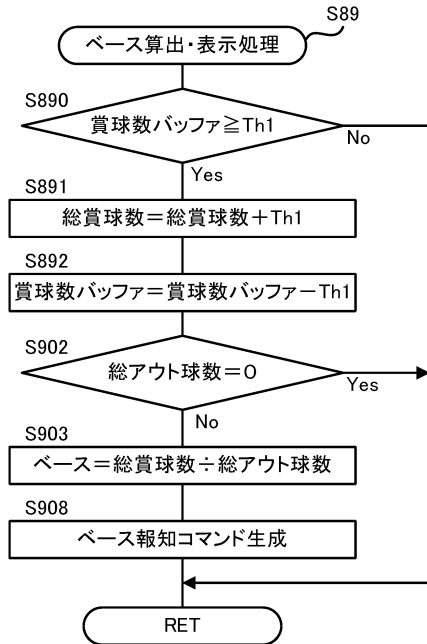 S89
ベース算出・表示処理
S890
賞球数バッファ≧Th1
No
Yes
S891
総賞球数＝総賞球数＋Th1
S892
賞球数バッファ＝賞球数バッファ－Th1
S902
総アウト球数＝0
Yes
No
S903
ベース＝総賞球数÷総アウト球数
S908
ベース報知コマンド生成
RET